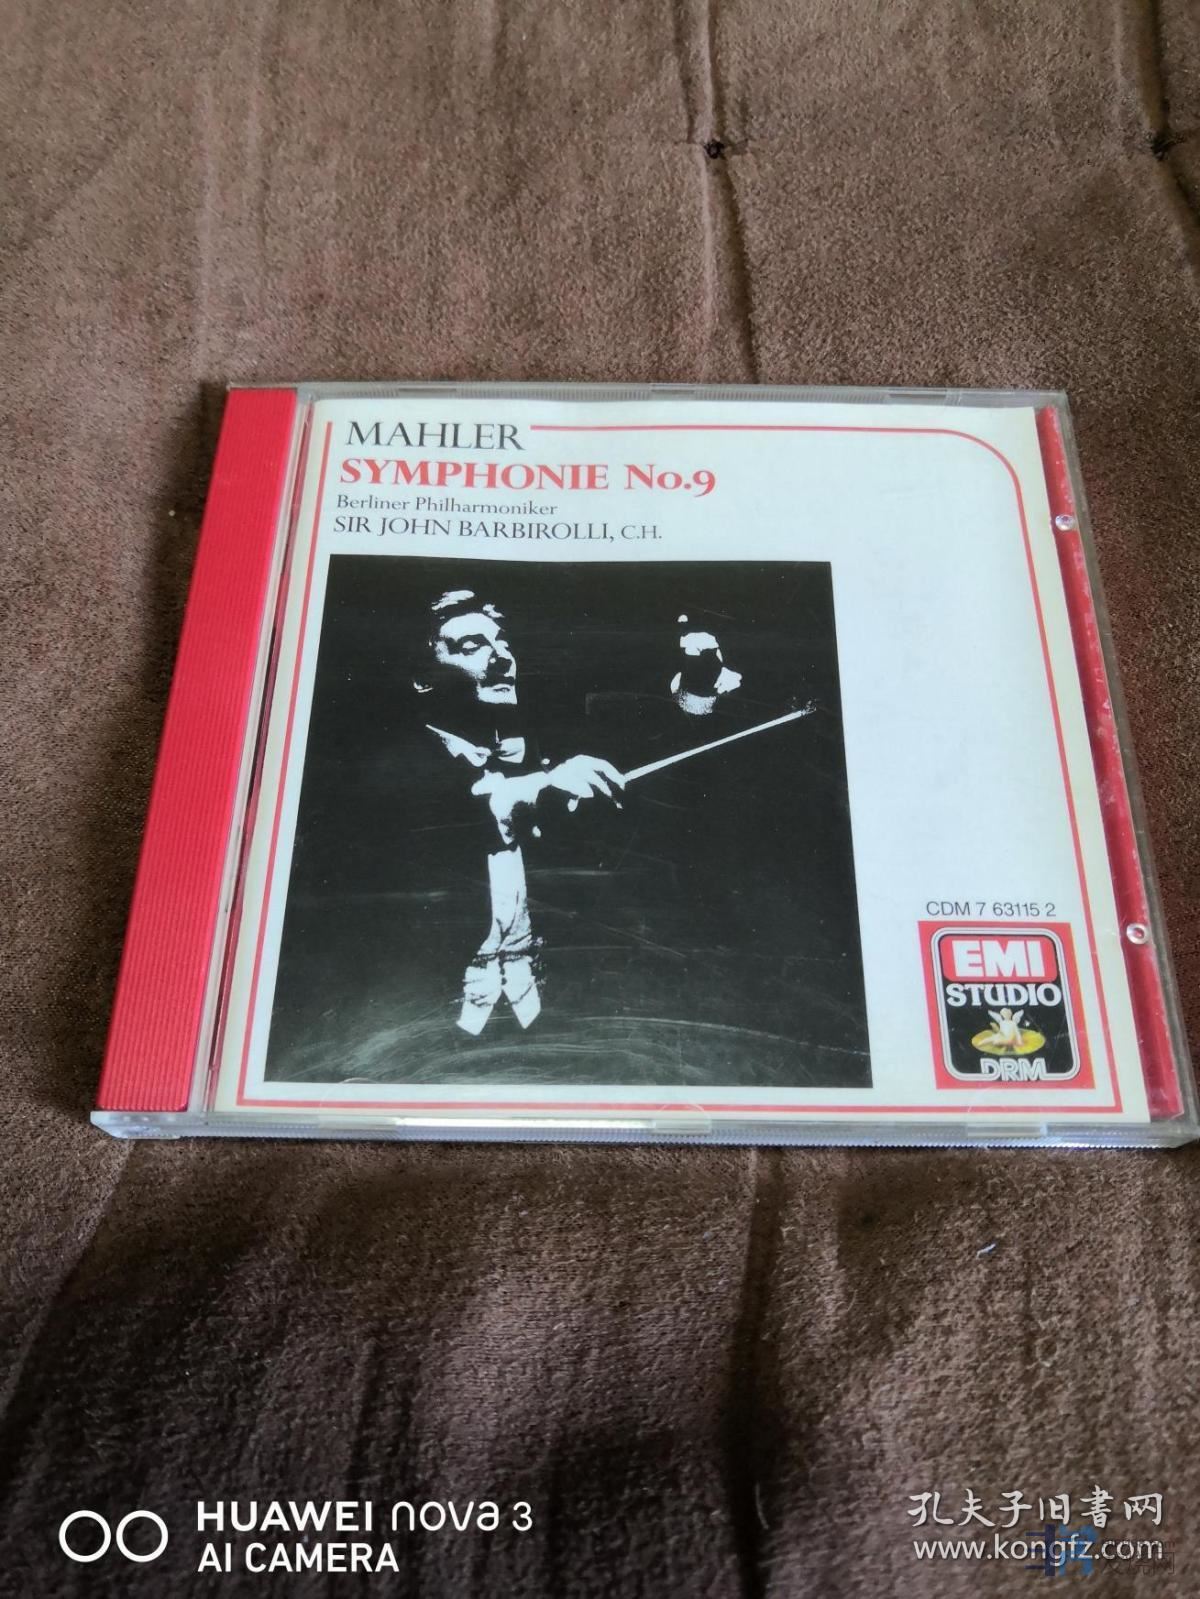 MAHLER
SYMPHONIE No.9
Berliner Philharmoniker
SIR JOHN BARBIROLLI, C.H.
CDM 7 63115 2
EMI
STUDIO
DRM
HUAWEI nova 3
AI CAMERA
孔夫子旧書网
www.kongfz.com